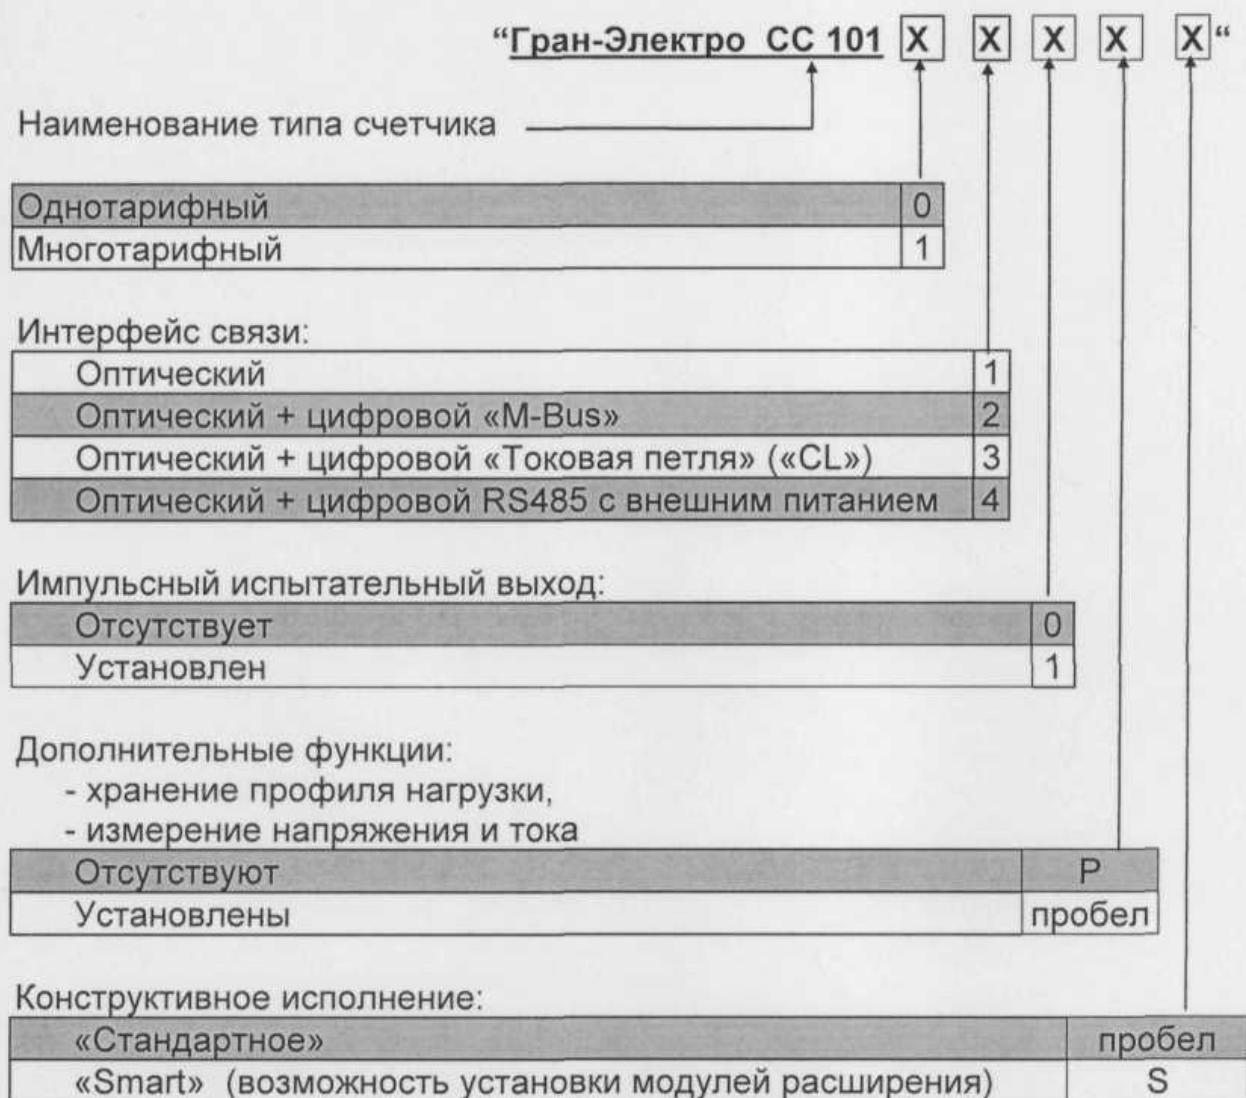 “Гран-Электро СС 101 X X X X X“
Наименование типа счетчика
Однотарифный 0
Многотарифный 1
Интерфейс связи:
Оптический 1
Оптический + цифровой «M-Bus» 2
Оптический + цифровой «Токовая петля» («CL») 3
Оптический + цифровой RS485 с внешним питанием 4
Импульсный испытательный выход:
Отсутствует 0
Установлен 1
Дополнительные функции:
- хранение профиля нагрузки,
- измерение напряжения и тока
Отсутствуют P
Установлены пробел
Конструктивное исполнение:
«Стандартное» пробел
«Smart» (возможность установки модулей расширения) S